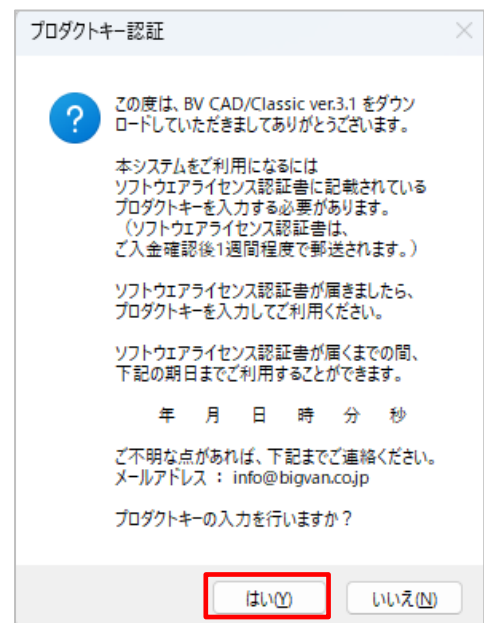 プロダクトキー認証
この度は、BV CAD/Classic ver.3.1 をダウン
ロードしていただきましてありがとうございます。
本システムをご利用になるには
ソフトウエアライセンス認証書に記載されている
プロダクトキーを入力する必要があります。
（ソフトウエアライセンス認証書は、
ご入金確認後1週間程度で郵送されます。）
ソフトウエアライセンス認証書が届きましたら、
プロダクトキーを入力してご利用ください。
ソフトウエアライセンス認証書が届くまでの間、
下記の期日までご利用することができます。
年 月 日 時 分 秒
ご不明な点があれば、下記までご連絡ください。
メールアドレス ： info@bigvan.co.jp
プロダクトキーの入力を行いますか？
はい(Y) いいえ(N)